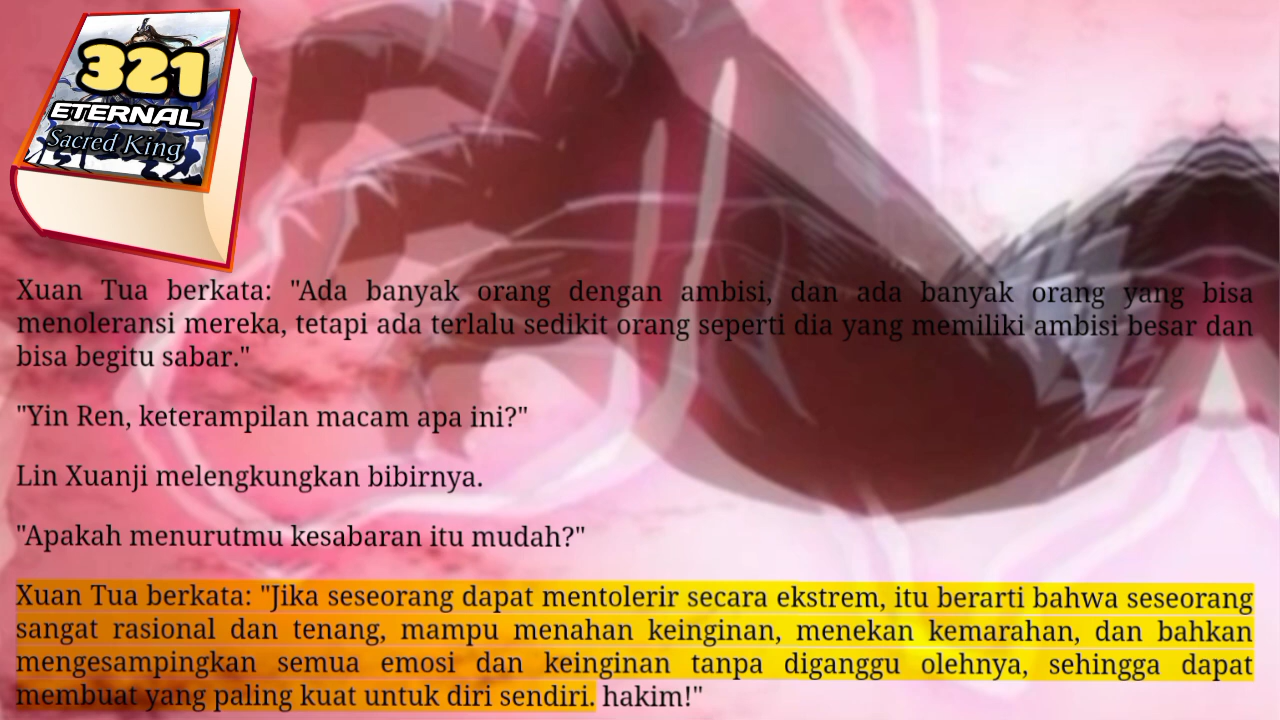 321
ETERNAL
Sacred King
Xuan Tua berkata: "Ada banyak orang dengan ambisi, dan ada banyak orang yang bisa
menoleransi mereka, tetapi ada terlalu sedikit orang seperti dia yang memiliki ambisi besar dan
bisa begitu sabar."
"Yin Ren, keterampilan macam apa ini?"
Lin Xuanji melengkungkan bibirnya.
"Apakah menurutmu kesabaran itu mudah?"
Xuan Tua berkata: "Jika seseorang dapat mentolerir secara ekstrem, itu berarti bahwa seseorang
sangat rasional dan tenang, mampu menahan keinginan, menekan kemarahan, dan bahkan
mengesampingkan semua emosi dan keinginan tanpa diganggu olehnya, sehingga dapat
membuat yang paling kuat untuk diri sendiri. hakim!"